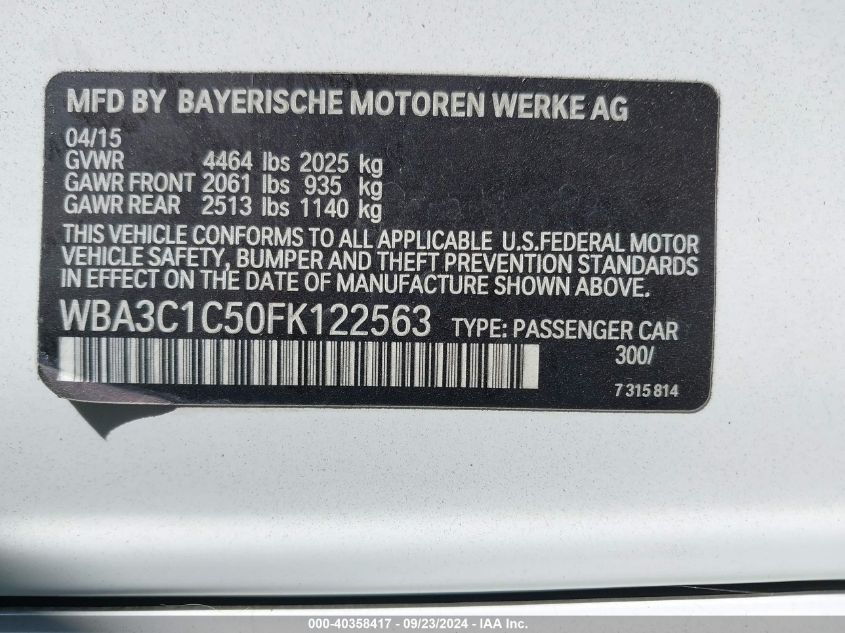 MFD BY BAYERISCHE MOTOREN WERKE AG
04/15
GVWR 4464 lbs 2025 kg
GAWR FRONT 2061 lbs 935 kg
GAWR REAR 2513 lbs 1140 kg
THIS VEHICLE CONFORMS TO ALL APPLICABLE U.S.FEDERAL MOTOR
VEHICLE SAFETY, BUMPER AND THEFT PREVENTION STANDARDS
IN EFFECT ON THE DATE OF MANUFACTURE SHOWN ABOVE.
WBA3C1C50FK122563 TYPE: PASSENGER CAR
300/
7 315 814
000-40358417 - 09/23/2024 - IAA Inc.